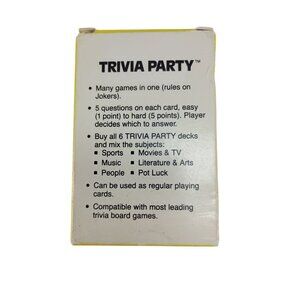 TRIVIA PARTY™
• Many games in one (rules on
Jokers).
• 5 questions on each card, easy
(1 point) to hard (5 points). Player
decides which to answer.
• Buy all 6 TRIVIA PARTY decks
and mix the subjects:
▪ Sports ▪ Movies & TV
▪ Music ▪ Literature & Arts
▪ People ▪ Pot Luck
• Can be used as regular playing
cards.
• Compatible with most leading
trivia board games.